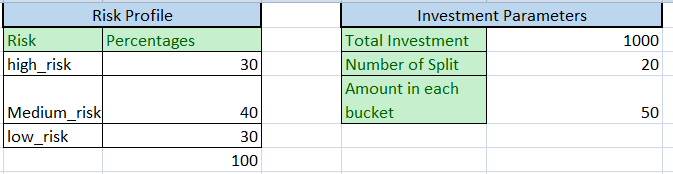 Risk Profile
Risk Percentages
high_risk 30
Medium_risk 40
low_risk 30
100
Investment Parameters
Total Investment 1000
Number of Split 20
Amount in each
bucket 50